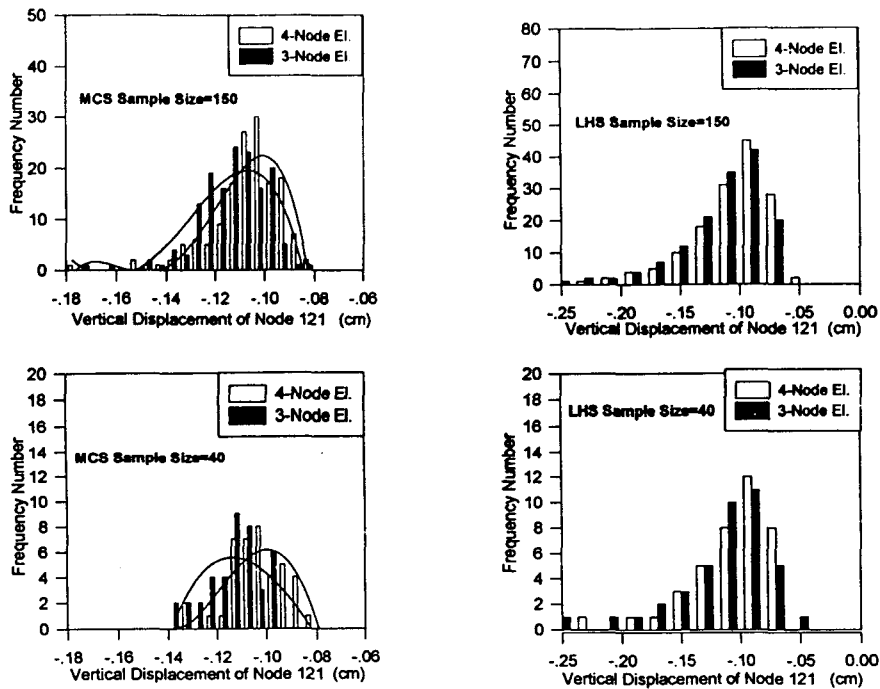 50
40
30
20
10
0
Frequency Number
4-Node El.
3-Node El.
MCS Sample Size=150
-.18 -.16 -.14 -.12 -.10 -.08 -.06
Vertical Displacement of Node 121 (cm)
80
70
60
50
40
30
20
10
0
Frequency Number
4-Node El.
3-Node El.
LHS Sample Size=150
-.25 -.20 -.15 -.10 -.05 0.00
Vertical Displacement of Node 121 (cm)
20
18
16
14
12
10
8
6
4
2
0
Frequency Number
4-Node El.
3-Node El.
MCS Sample Size=40
-.18 -.16 -.14 -.12 -.10 -.08 -.06
Vertical Displacement of Node 121 (cm)
20
18
16
14
12
10
8
6
4
2
0
Frequency Number
4-Node El.
3-Node El.
LHS Sample Size=40
-.25 -.20 -.15 -.10 -.05 0.00
Vertical Displacement of Node 121 (cm)